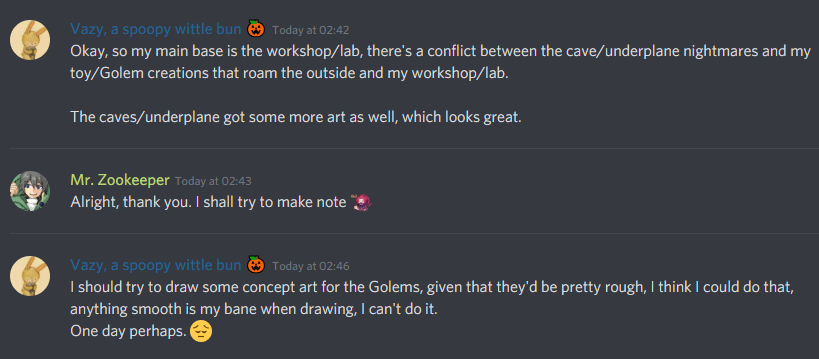 Vazy, a spoopy wittle bun 🎃 Today at 02:42
Okay, so my main base is the workshop/lab, there's a conflict between the cave/underplane nightmares and my
toy/Golem creations that roam the outside and my workshop/lab.
The caves/underplane got some more art as well, which looks great.
Mr. Zookeeper Today at 02:43
Alright, thank you. I shall try to make note
Vazy, a spoopy wittle bun 🎃 Today at 02:46
I should try to draw some concept art for the Golems, given that they'd be pretty rough, I think I could do that,
anything smooth is my bane when drawing, I can't do it.
One day perhaps. 😔